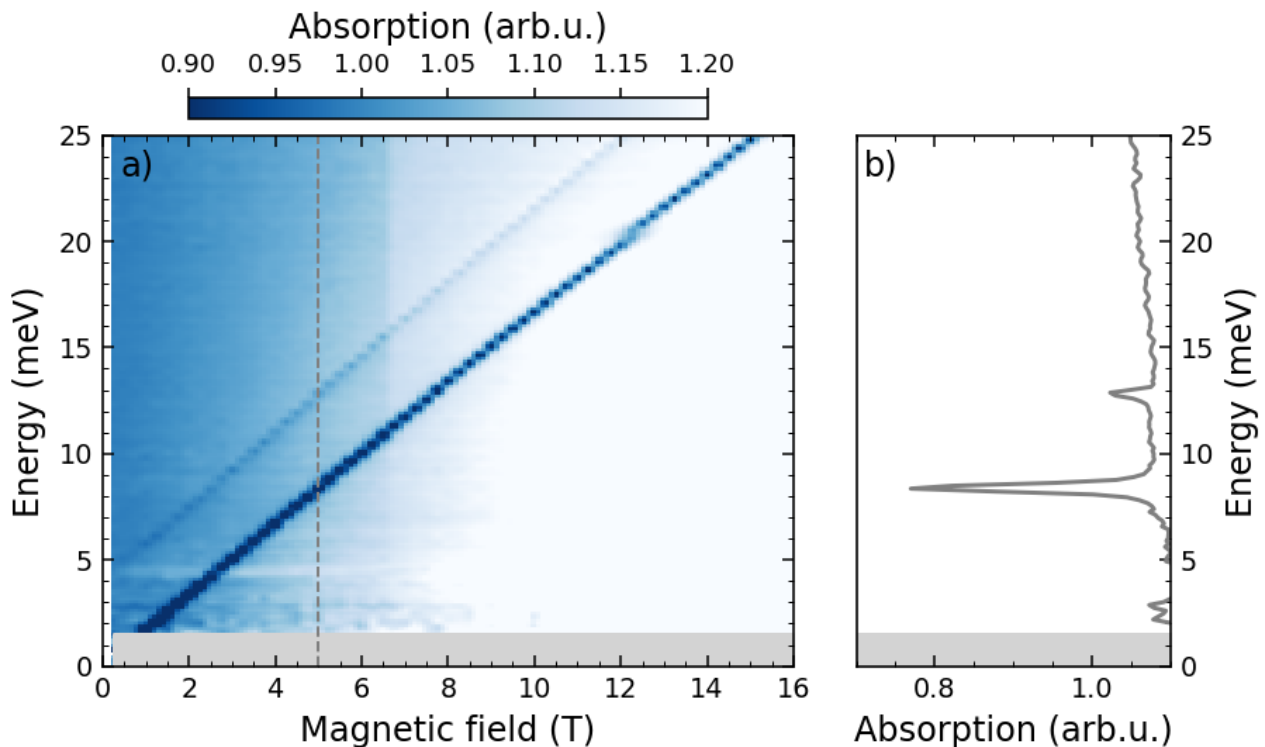 Absorption (arb.u.)
0.90 0.95 1.00 1.05 1.10 1.15 1.20
a)
25
20
15
10
5
0
Energy (meV)
0 2 4 6 8 10 12 14 16
Magnetic field (T)
b)
25
20
15
10
5
0
Energy (meV)
0.8 1.0
Absorption (arb.u.)